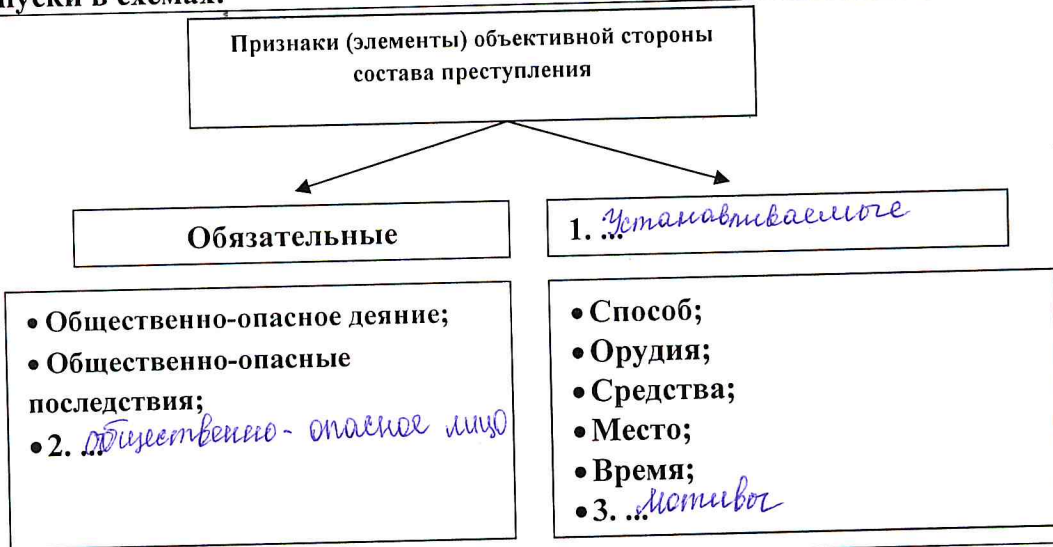 пуски в схемах.
Признаки (элементы) объективной стороны
состава преступления
Обязательные
1. ... Устанавливаемые
• Общественно-опасное деяние;
• Общественно-опасные
последствия;
• 2. ... общественно - опасное лицо
• Способ;
• Орудия;
• Средства;
• Место;
• Время;
• 3. ... мотивы